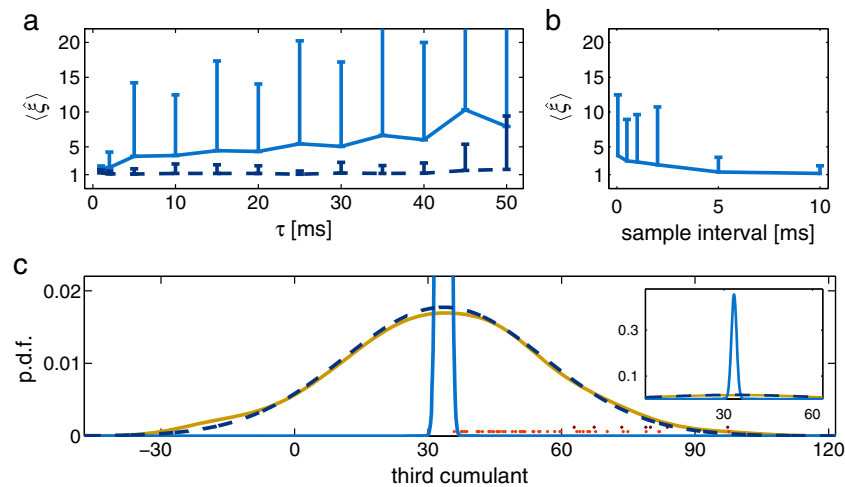 a
20
15
10
5
1
⟨ξ̂⟩
0 10 20 30 40 50
τ [ms]
b
20
15
10
5
1
⟨ξ̂⟩
0 5 10
sample interval [ms]
c
0.02
0.01
0
p.d.f.
−30 0 30 60 90 120
third cumulant
0.3
0.1
30 60